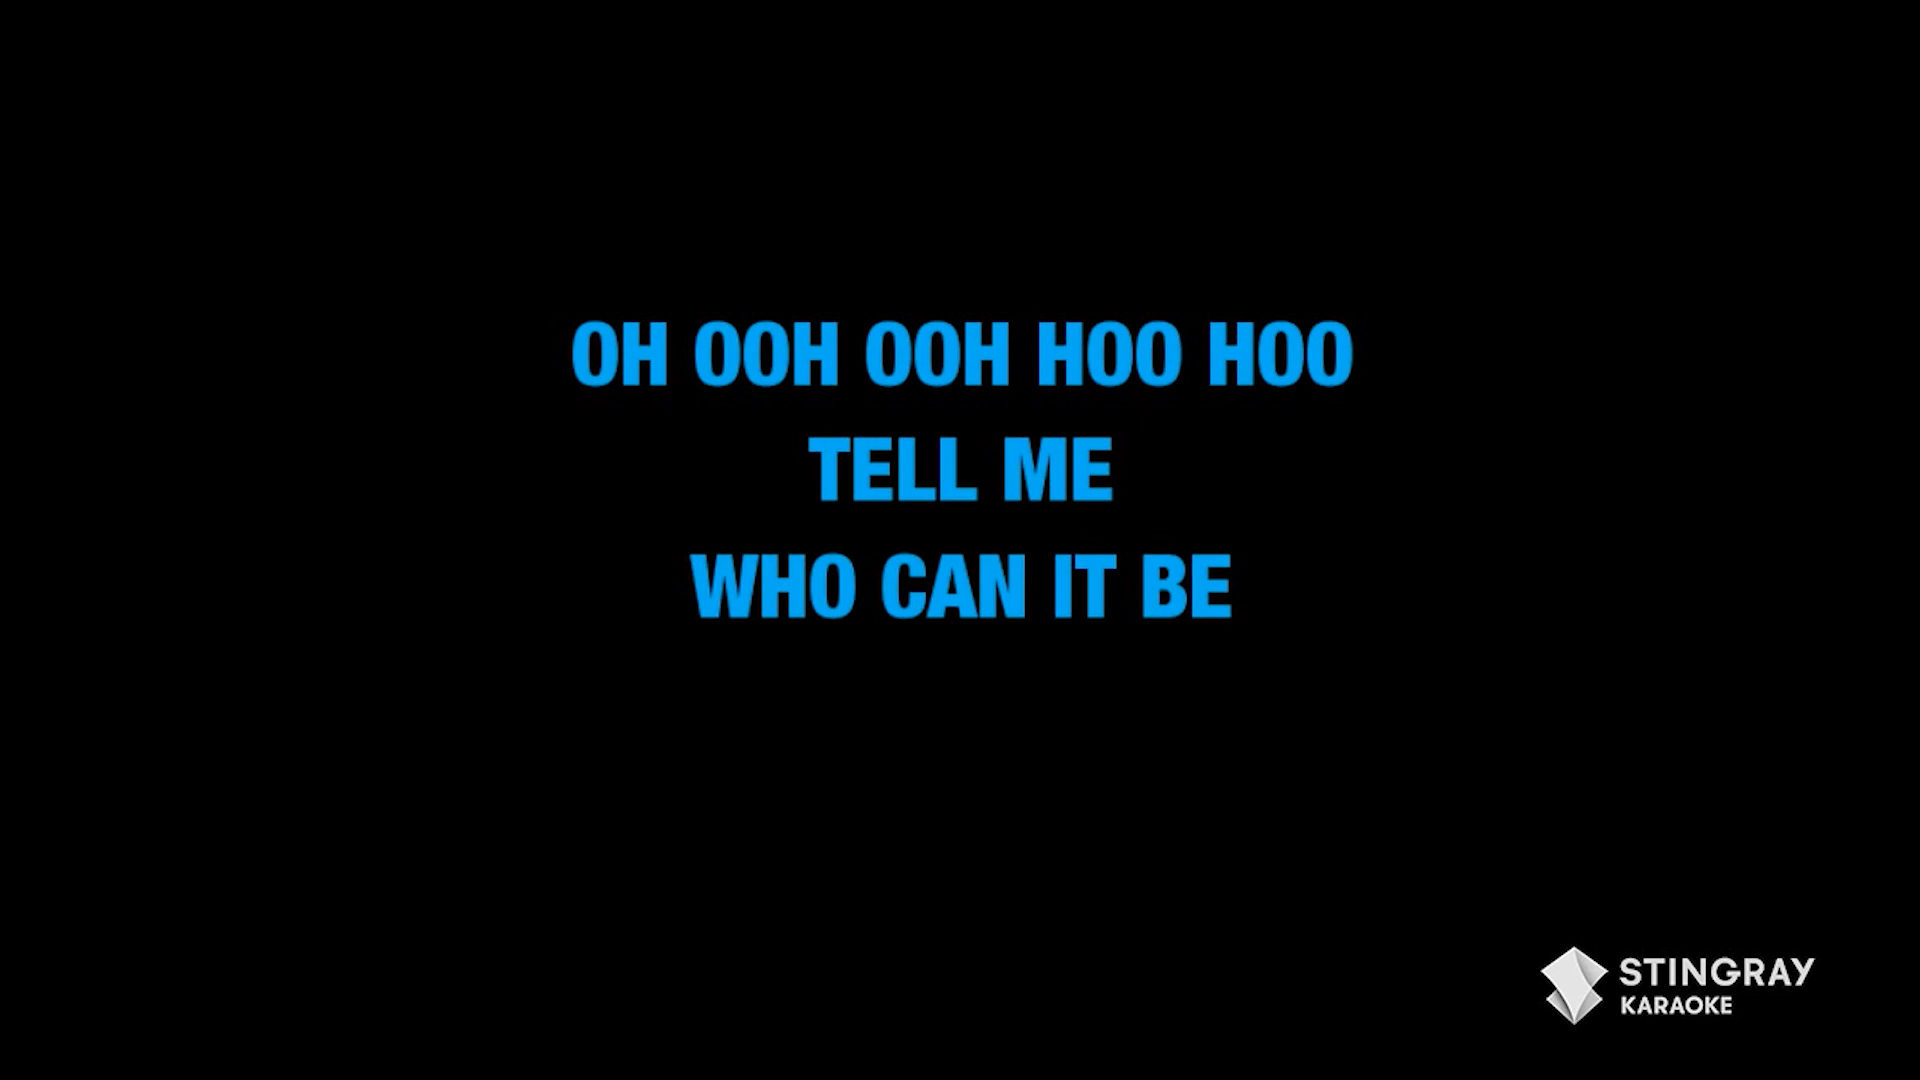 OH OOH OOH HOO HOO
TELL ME
WHO CAN IT BE
STINGRAY
KARAOKE